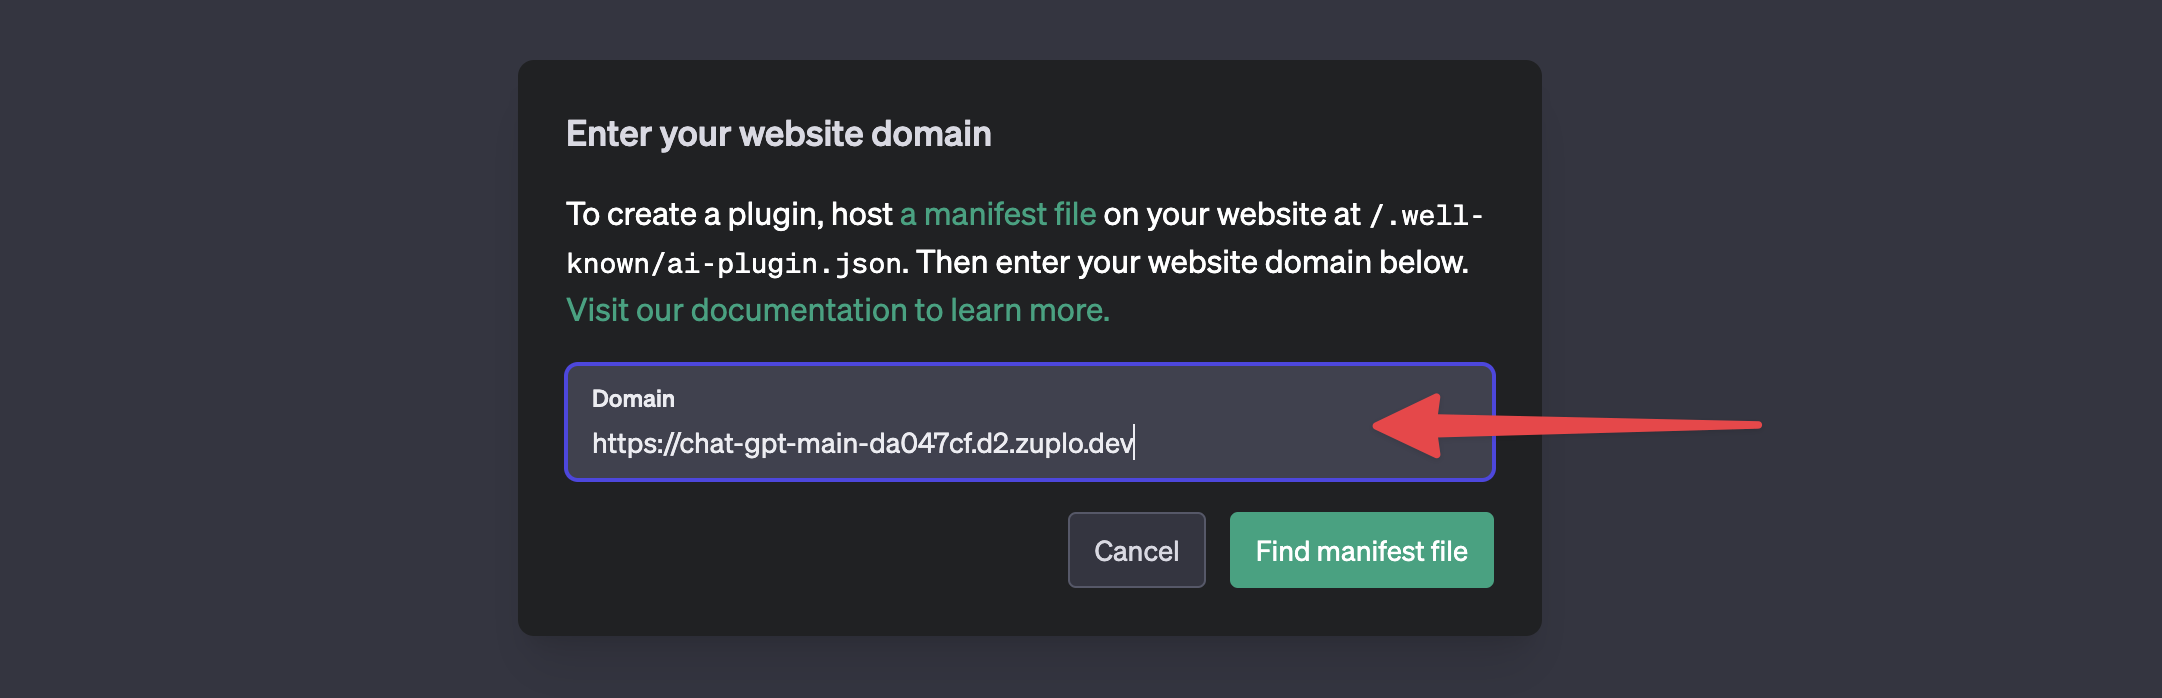 Enter your website domain
To create a plugin, host a manifest file on your website at /.well-
known/ai-plugin.json. Then enter your website domain below.
Visit our documentation to learn more.
Domain
https://chat-gpt-main-da047cf.d2.zuplo.dev
Cancel
Find manifest file